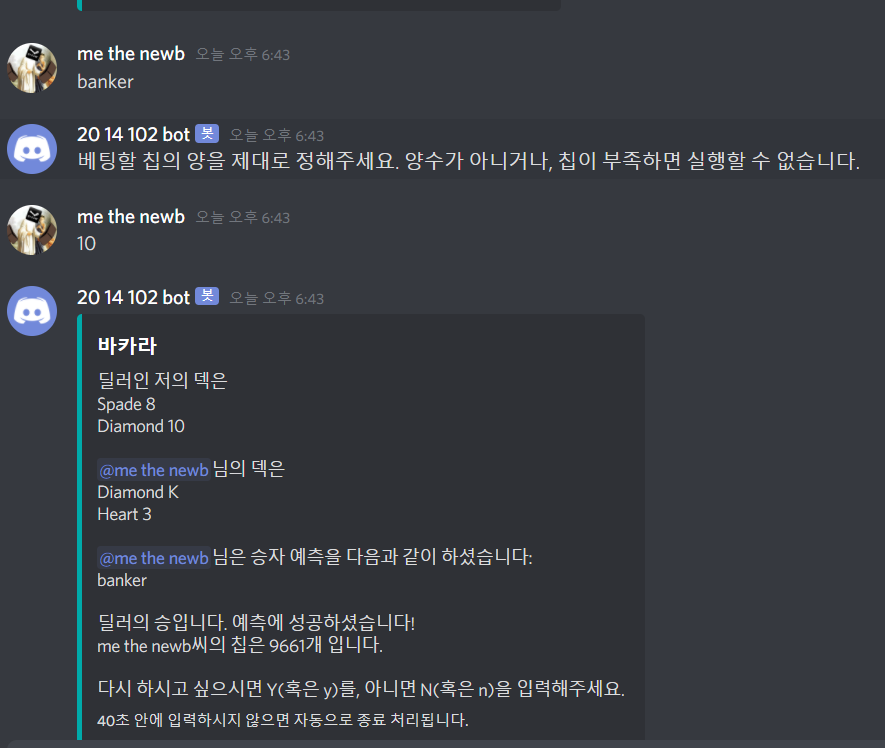 me the newb 오늘 오후 6:43
banker
20 14 102 bot 봇 오늘 오후 6:43
베팅할 칩의 양을 제대로 정해주세요. 양수가 아니거나, 칩이 부족하면 실행할 수 없습니다.
me the newb 오늘 오후 6:43
10
20 14 102 bot 봇 오늘 오후 6:43
바카라
딜러인 저의 덱은
Spade 8
Diamond 10
@me the newb 님의 덱은
Diamond K
Heart 3
@me the newb 님은 승자 예측을 다음과 같이 하셨습니다:
banker
딜러의 승입니다. 예측에 성공하셨습니다!
me the newb씨의 칩은 9661개 입니다.
다시 하시고 싶으시면 Y(혹은 y)를, 아니면 N(혹은 n)을 입력해주세요.
40초 안에 입력하시지 않으면 자동으로 종료 처리됩니다.